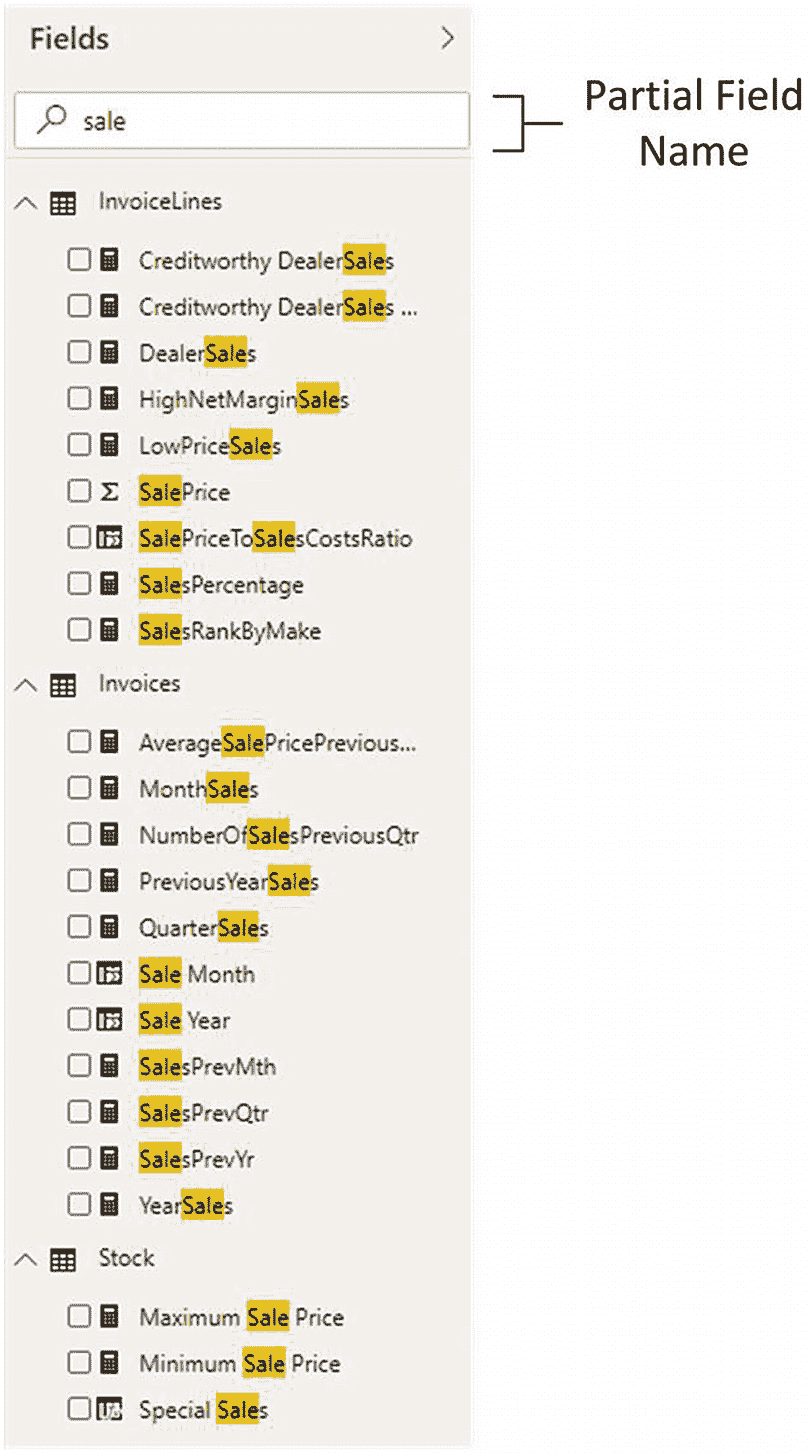 Fields
sale
Partial Field
Name
InvoiceLines
Creditworthy DealerSales
Creditworthy DealerSales ...
DealerSales
HighNetMarginSales
LowPriceSales
Σ SalePrice
SalePriceToSalesCostsRatio
SalesPercentage
SalesRankByMake
Invoices
AverageSalePricePrevious...
MonthSales
NumberOfSalesPreviousQtr
PreviousYearSales
QuarterSales
Sale Month
Sale Year
SalesPrevMth
SalesPrevQtr
SalesPrevYr
YearSales
Stock
Maximum Sale Price
Minimum Sale Price
Special Sales